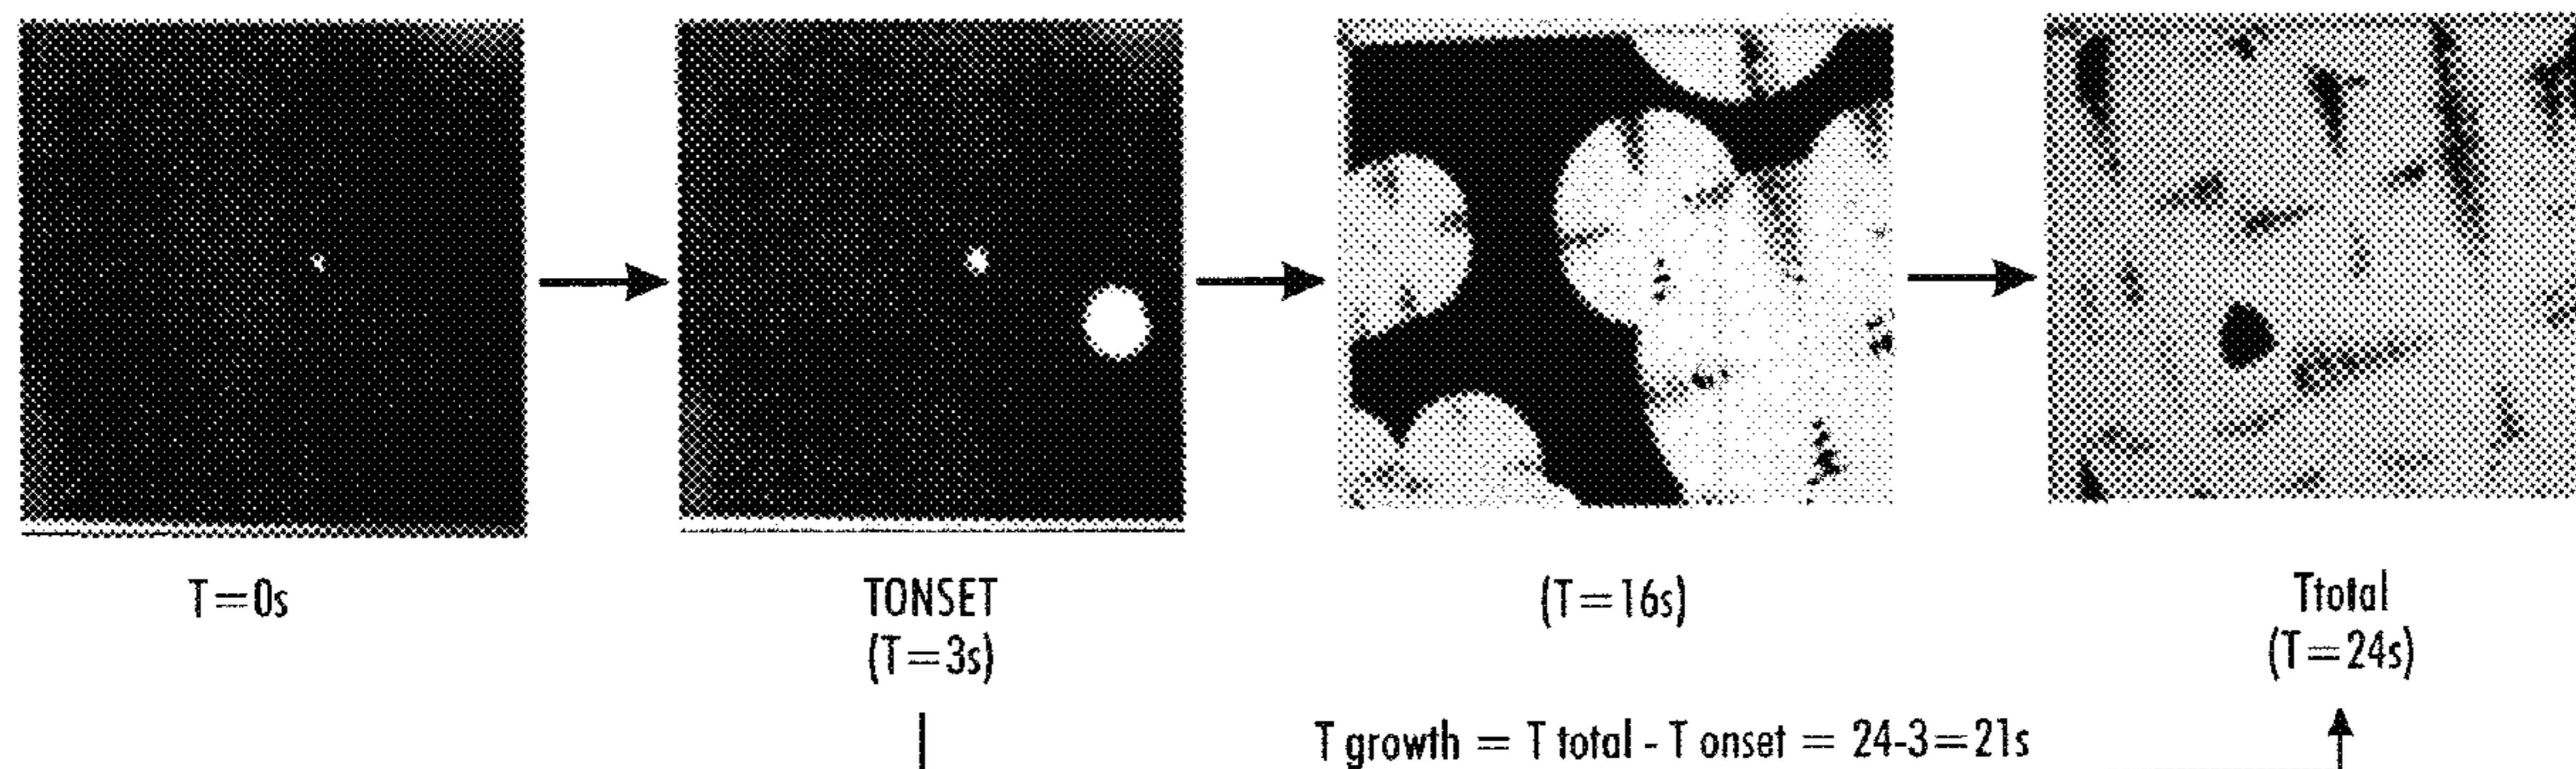 T=0s
TONSET
(T=3s)
(T=16s)
Ttotal
(T=24s)
T growth = T total - T onset = 24-3=21s